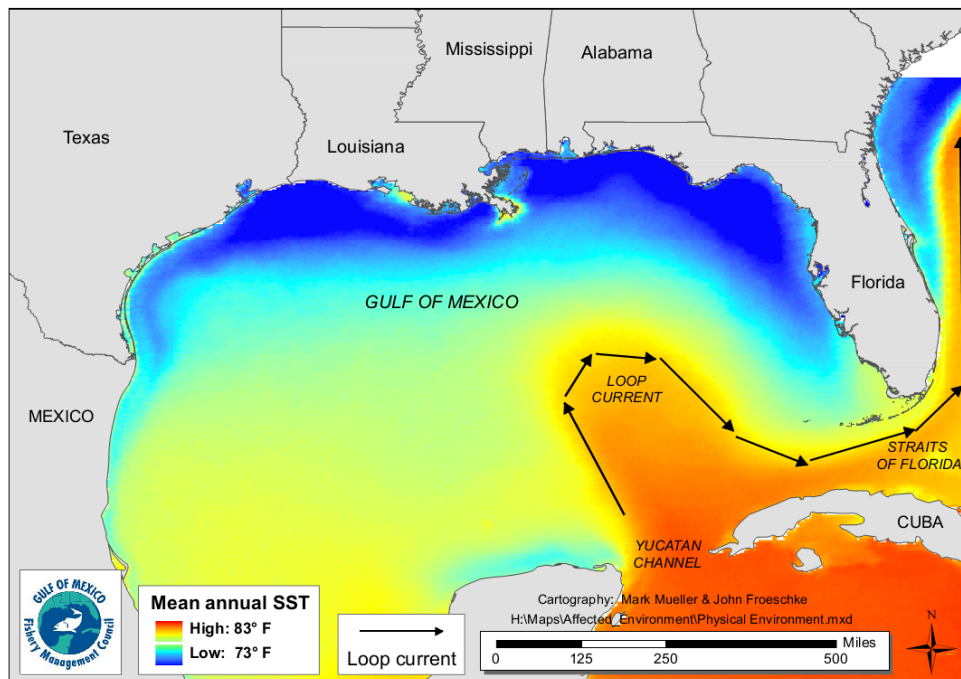 Mississippi
Alabama
Texas
Louisiana
GULF OF MEXICO
Florida
LOOP
CURRENT
MEXICO
STRAITS
OF FLORIDA
CUBA
YUCATAN
CHANNEL
GULF OF MEXICO
Fishery Management Council
Mean annual SST
High: 83° F
Low: 73° F
Loop current
Cartography: Mark Mueller & John Froeschke
H:\Maps\Affected_Environment\Physical Environment.mxd
Miles
0 125 250 500
N